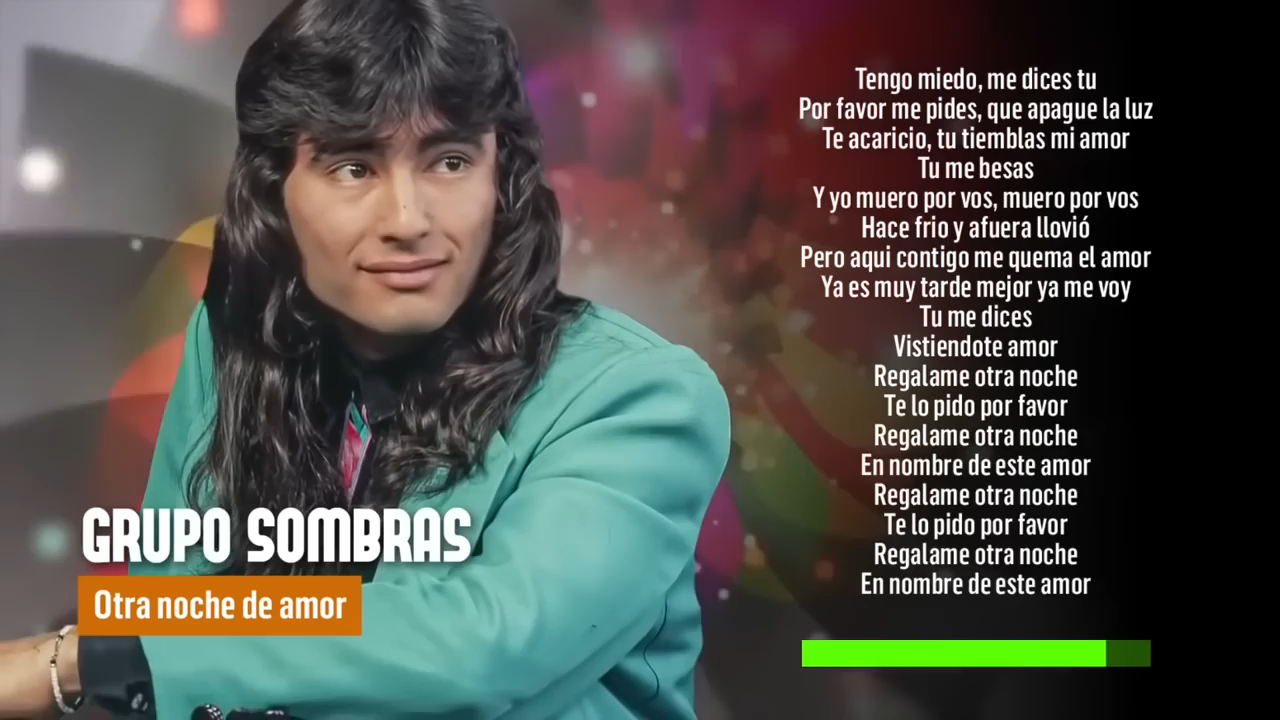 GRUPO SOMBRAS
Otra noche de amor
Tengo miedo, me dices tu
Por favor me pides, que apague la luz
Te acaricio, tu tiemblas mi amor
Tu me besas
Y yo muero por vos, muero por vos
Hace frio y afuera llovió
Pero aqui contigo me quema el amor
Ya es muy tarde mejor ya me voy
Tu me dices
Vistiendote amor
Regalame otra noche
Te lo pido por favor
Regalame otra noche
En nombre de este amor
Regalame otra noche
Te lo pido por favor
Regalame otra noche
En nombre de este amor